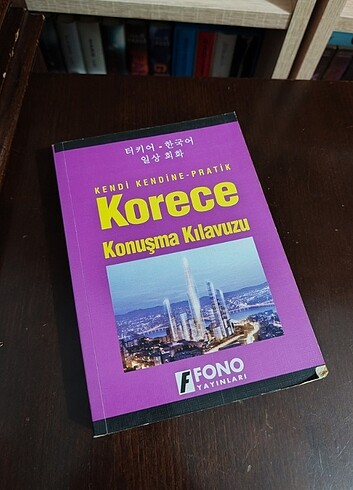 터키어 - 한국어
일상 회화
KENDİ KENDİNE-PRATİK
Korece
Konuşma Kılavuzu
F FONO
YAYINLARI